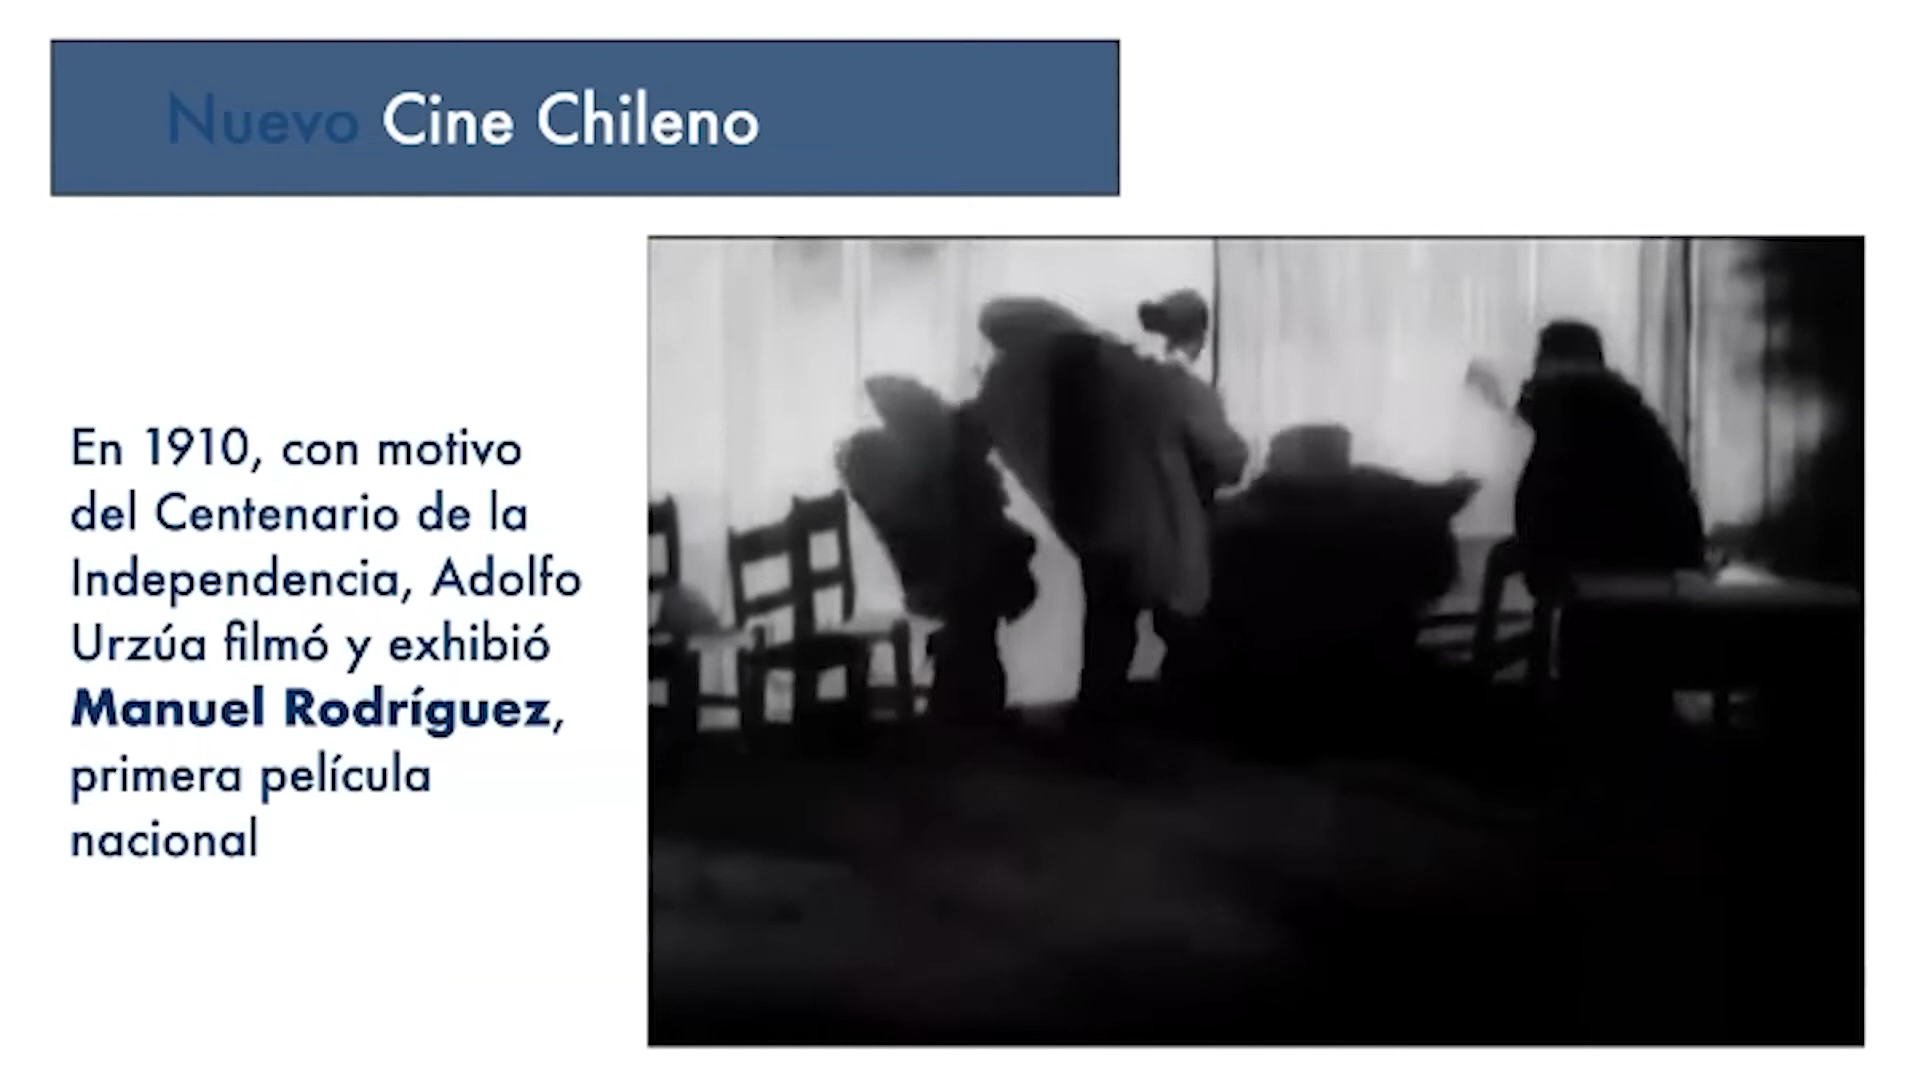 Nuevo Cine Chileno
En 1910, con motivo
del Centenario de la
Independencia, Adolfo
Urzúa filmó y exhibió
Manuel Rodríguez,
primera película
nacional